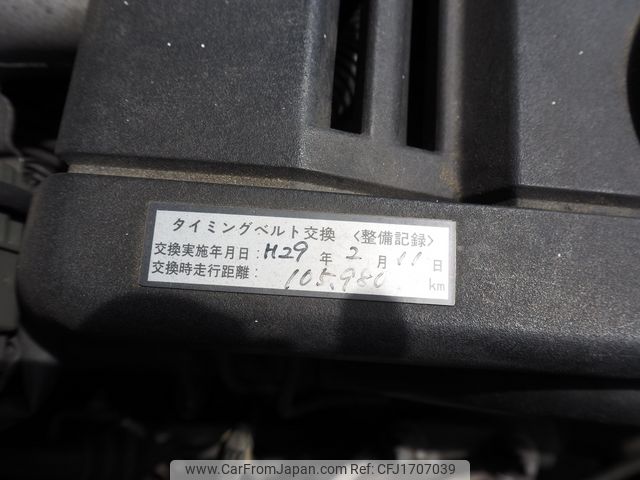 タイミングベルト交換 〈整備記録〉
交換実施年月日：H29 年 2 月 11 日
交換時走行距離： 105,980 km
www.CarFromJapan.com | Ref No. CFJ1707039